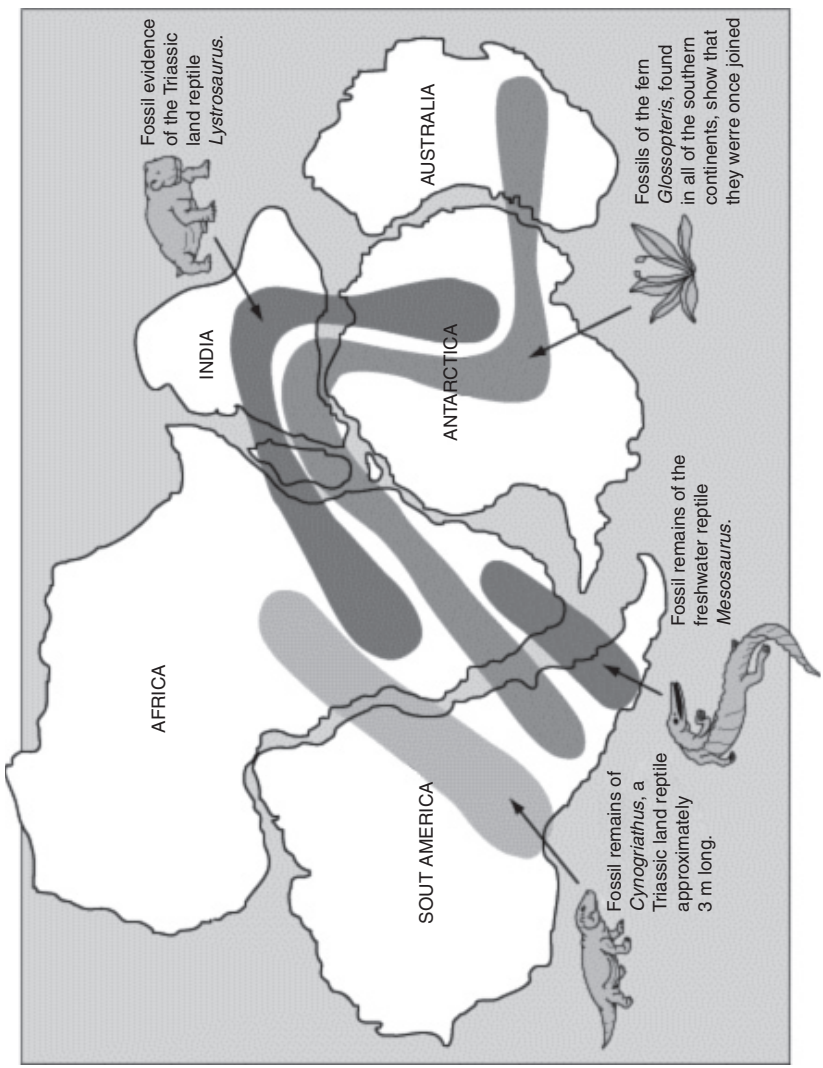 Fossil evidence
of the Triassic
land reptile
Lystrosaurus.
AFRICA
INDIA
AUSTRALIA
SOUT AMERICA
ANTARCTICA
Fossil remains of
Cynogriathus, a
Triassic land reptile
approximately
3 m long.
Fossil remains of the
freshwater reptile
Mesosaurus.
Fossils of the fern
Glossopteris, found
in all of the southern
continents, show that
they werre once joined